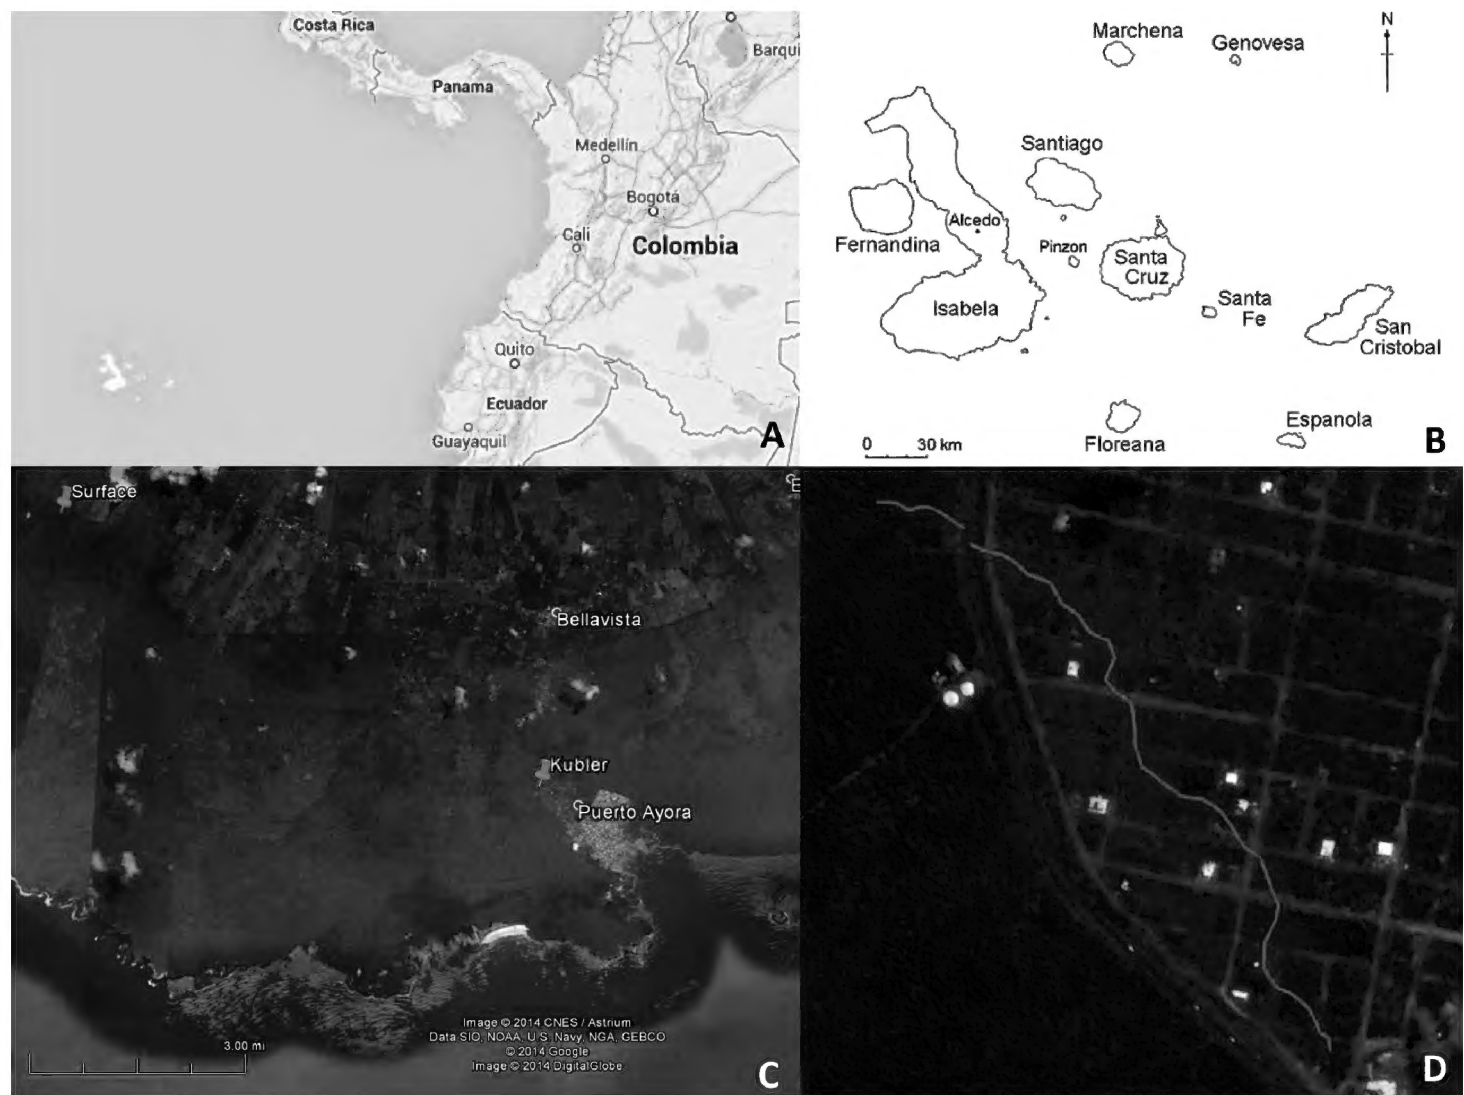 Costa Rica
Panama
Barqui
Medellín
Bogotá
Cali
Colombia
Quito
Ecuador
Guayaquil
A
N
Marchena
Genovesa
Santiago
Alcedo
Fernandina
Pinzon
Santa
Cruz
Isabela
Santa
Fe
San
Cristobal
Espanola
Floreana
0 30 km
B
Surface
E
Bellavista
Kubler
Puerto Ayora
Image © 2014 CNES / Astrium
Data SIO, NOAA, U.S. Navy, NGA, GEBCO
© 2014 Google
Image © 2014 DigitalGlobe
3.00 mi
C
D